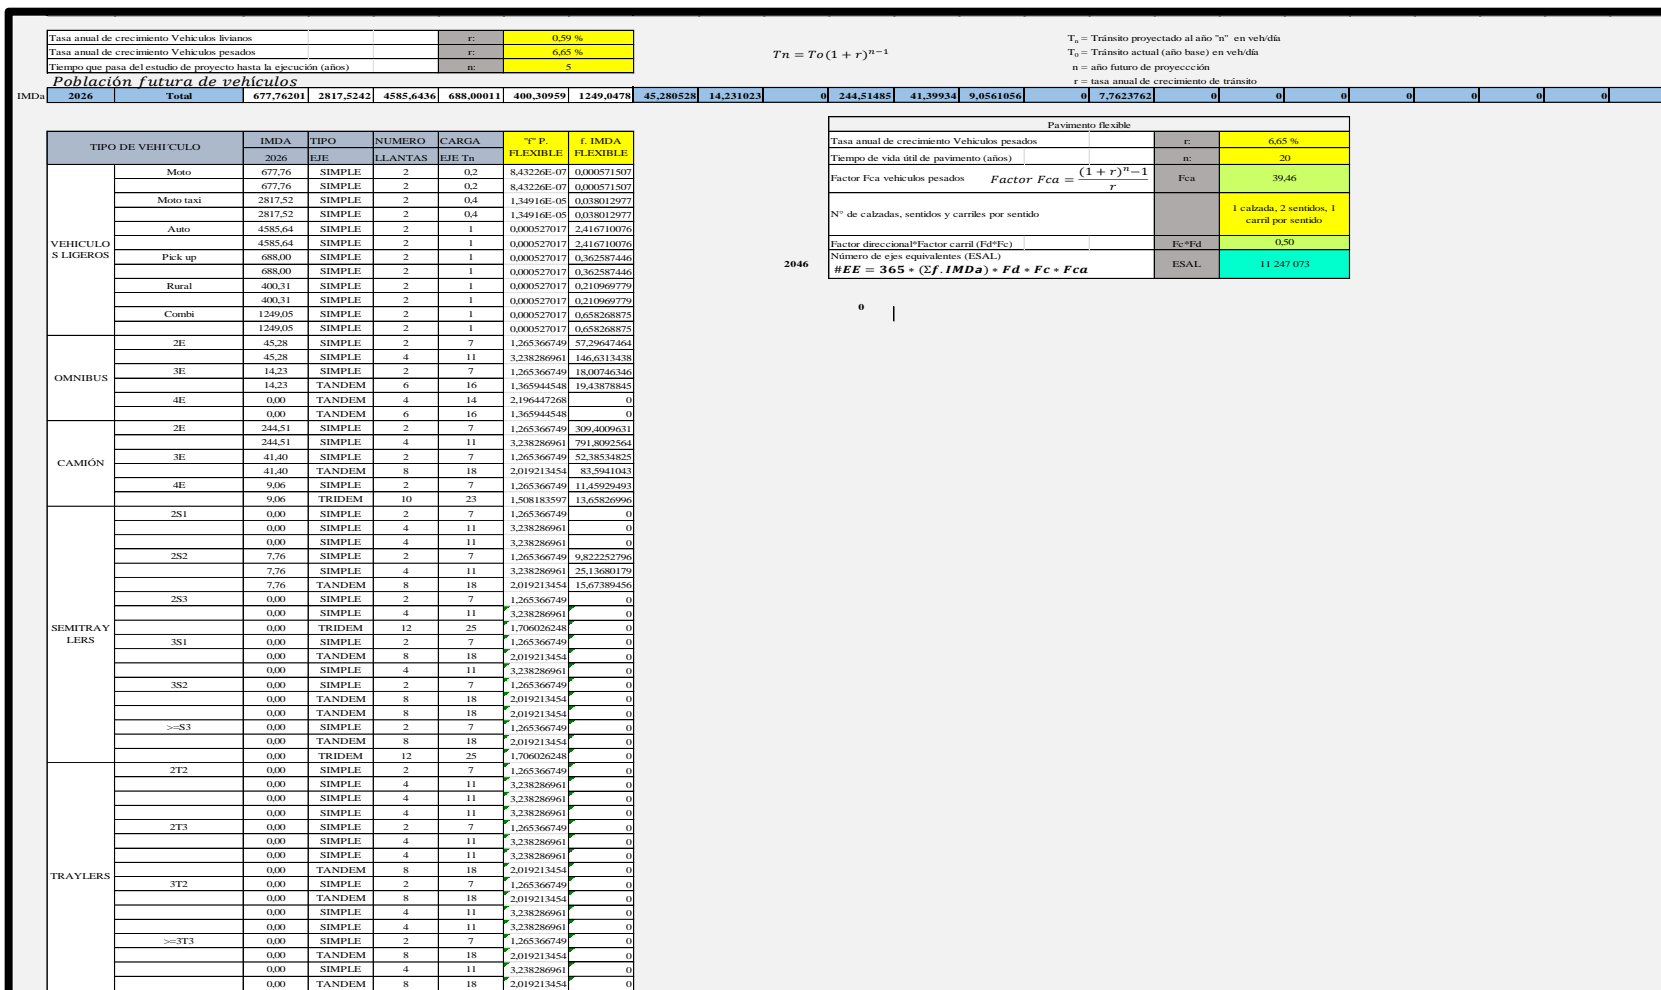 Tasa anual de crecimiento Vehiculos livianos r: 0,59 %
Tasa anual de crecimiento Vehiculos pesados r: 6,65 %
Tiempo que pasa del estudio de proyecto hasta la ejecución (años) n: 5
Tn = To(1 + r)ⁿ⁻¹
Tₙ = Tránsito proyectado al año "n" en veh/día
T₀ = Tránsito actual (año base) en veh/día
n = año futuro de proyeccción
r = tasa anual de crecimiento de tránsito
Población futura de vehículos
IMDa 2026 Total 677,76201 2817,5242 4585,6436 688,00011 400,30959 1249,0478 45,280528 14,231023 0 244,51485 41,39934 9,0561056 0 7,7623762 0 0 0 0 0 0 0
TIPO DE VEHI´CULO IMDA TIPO NUMERO CARGA "f" P. f. IMDA
2026 EJE LLANTAS EJE Tn FLEXIBLE FLEXIBLE
VEHICULO
S LIGEROS
Moto 677,76 SIMPLE 2 0,2 8,43226E-07 0,000571507
677,76 SIMPLE 2 0,2 8,43226E-07 0,000571507
Moto taxi 2817,52 SIMPLE 2 0,4 1,34916E-05 0,038012977
2817,52 SIMPLE 2 0,4 1,34916E-05 0,038012977
Auto 4585,64 SIMPLE 2 1 0,000527017 2,416710076
4585,64 SIMPLE 2 1 0,000527017 2,416710076
Pick up 688,00 SIMPLE 2 1 0,000527017 0,362587446
688,00 SIMPLE 2 1 0,000527017 0,362587446
Rural 400,31 SIMPLE 2 1 0,000527017 0,210969779
400,31 SIMPLE 2 1 0,000527017 0,210969779
Combi 1249,05 SIMPLE 2 1 0,000527017 0,658268875
1249,05 SIMPLE 2 1 0,000527017 0,658268875
OMNIBUS
2E 45,28 SIMPLE 2 7 1,265366749 57,29647464
45,28 SIMPLE 4 11 3,238286961 146,6313438
3E 14,23 SIMPLE 2 7 1,265366749 18,00746346
14,23 TANDEM 6 16 1,365944548 19,43878845
4E 0,00 TANDEM 4 14 2,196447268 0
0,00 TANDEM 6 16 1,365944548 0
CAMIÓN
2E 244,51 SIMPLE 2 7 1,265366749 309,4009631
244,51 SIMPLE 4 11 3,238286961 791,8092564
3E 41,40 SIMPLE 2 7 1,265366749 52,38534825
41,40 TANDEM 8 18 2,019213454 83,5941043
4E 9,06 SIMPLE 2 7 1,265366749 11,45929493
9,06 TRIDEM 10 23 1,508183597 13,65826996
SEMITRAY
LERS
2S1 0,00 SIMPLE 2 7 1,265366749 0
0,00 SIMPLE 4 11 3,238286961 0
0,00 SIMPLE 4 11 3,238286961 0
2S2 7,76 SIMPLE 2 7 1,265366749 9,822252796
7,76 SIMPLE 4 11 3,238286961 25,13680179
7,76 TANDEM 8 18 2,019213454 15,67389456
2S3 0,00 SIMPLE 2 7 1,265366749 0
0,00 SIMPLE 4 11 3,238286961 0
0,00 TRIDEM 12 25 1,706026248 0
3S1 0,00 SIMPLE 2 7 1,265366749 0
0,00 TANDEM 8 18 2,019213454 0
0,00 SIMPLE 4 11 3,238286961 0
3S2 0,00 SIMPLE 2 7 1,265366749 0
0,00 TANDEM 8 18 2,019213454 0
0,00 TANDEM 8 18 2,019213454 0
>=S3 0,00 SIMPLE 2 7 1,265366749 0
0,00 TANDEM 8 18 2,019213454 0
0,00 TRIDEM 12 25 1,706026248 0
TRAYLERS
2T2 0,00 SIMPLE 2 7 1,265366749 0
0,00 SIMPLE 4 11 3,238286961 0
0,00 SIMPLE 4 11 3,238286961 0
0,00 SIMPLE 4 11 3,238286961 0
2T3 0,00 SIMPLE 2 7 1,265366749 0
0,00 SIMPLE 4 11 3,238286961 0
0,00 SIMPLE 4 11 3,238286961 0
0,00 TANDEM 8 18 2,019213454 0
3T2 0,00 SIMPLE 2 7 1,265366749 0
0,00 TANDEM 8 18 2,019213454 0
0,00 SIMPLE 4 11 3,238286961 0
0,00 SIMPLE 4 11 3,238286961 0
>=3T3 0,00 SIMPLE 2 7 1,265366749 0
0,00 TANDEM 8 18 2,019213454 0
0,00 SIMPLE 4 11 3,238286961 0
0,00 TANDEM 8 18 2,019213454 0
Pavimento flexible
Tasa anual de crecimiento Vehiculos pesados r: 6,65 %
Tiempo de vida útil de pavimento (años) n: 20
Factor Fca vehiculos pesados Factor Fca = ((1 + r)ⁿ−1)/r Fca 39,46
N° de calzadas, sentidos y carriles por sentido 1 calzada, 2 sentidos, 1
carril por sentido
Factor direccional*Factor carril (Fd*Fc) Fc*Fd 0,50
2046 Número de ejes equivalentes (ESAL) ESAL 11 247 073
#EE = 365 * (Σf.IMDa) * Fd * Fc * Fca
0